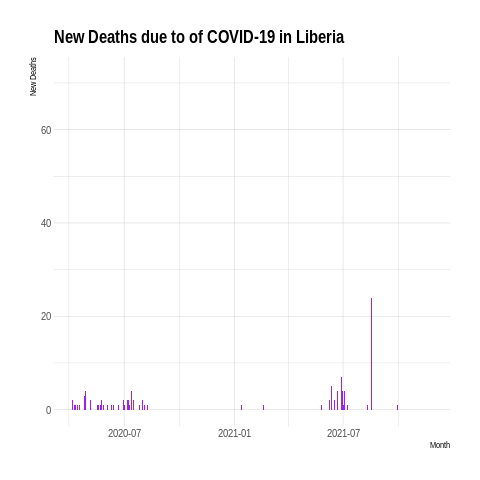 New Deaths due to of COVID-19 in Liberia
New Deaths
60
40
20
0
2020-07
2021-01
2021-07
Month